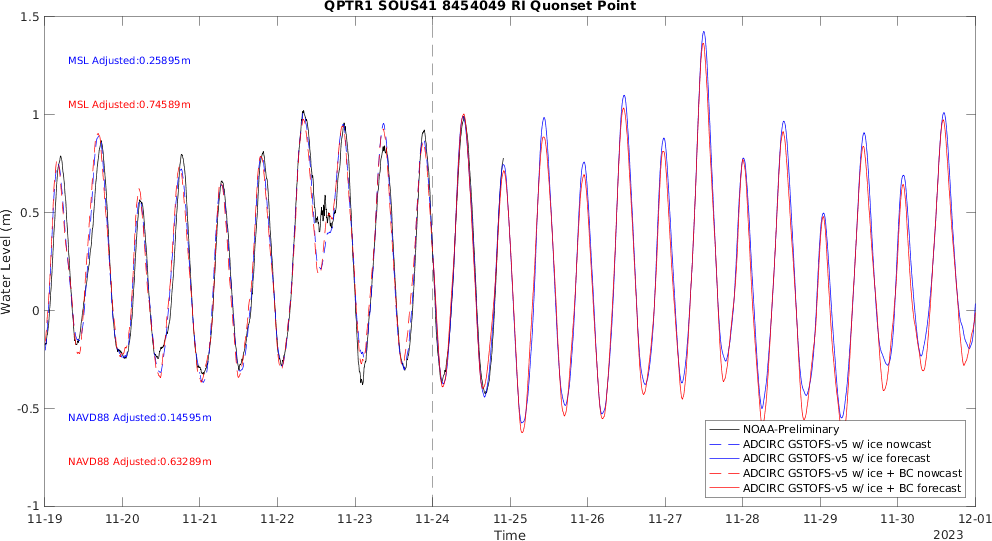 QPTR1 SOUS41 8454049 RI Quonset Point
1.5
1
0.5
0
-0.5
-1
Water Level (m)
MSL Adjusted:0.25895m
MSL Adjusted:0.74589m
NAVD88 Adjusted:0.14595m
NAVD88 Adjusted:0.63289m
NOAA-Preliminary
ADCIRC GSTOFS-v5 w/ ice nowcast
ADCIRC GSTOFS-v5 w/ ice forecast
ADCIRC GSTOFS-v5 w/ ice + BC nowcast
ADCIRC GSTOFS-v5 w/ ice + BC forecast
11-19 11-20 11-21 11-22 11-23 11-24 11-25 11-26 11-27 11-28 11-29 11-30 12-01
Time
2023